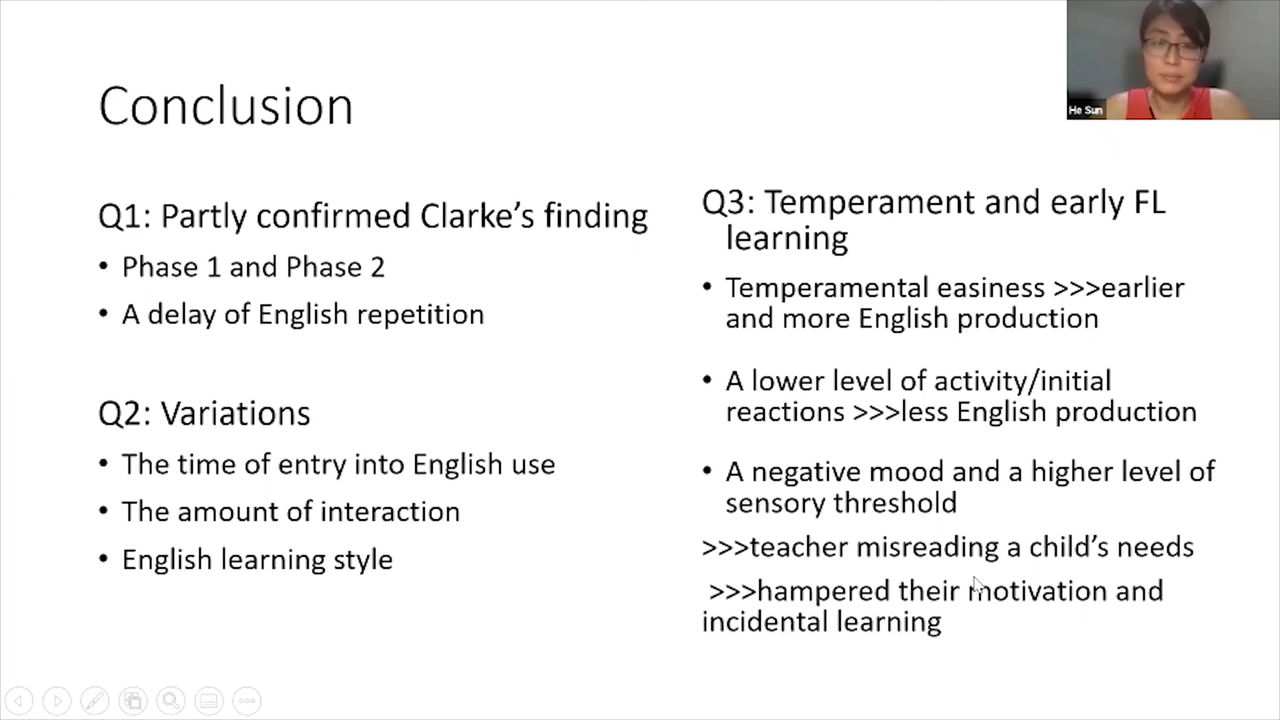 Conclusion
He Sun
Q1: Partly confirmed Clarke's finding
• Phase 1 and Phase 2
• A delay of English repetition
Q2: Variations
• The time of entry into English use
• The amount of interaction
• English learning style
Q3: Temperament and early FL
learning
• Temperamental easiness >>>earlier
and more English production
• A lower level of activity/initial
reactions >>>less English production
• A negative mood and a higher level of
sensory threshold
>>>teacher misreading a child's needs
>>>hampered their motivation and
incidental learning